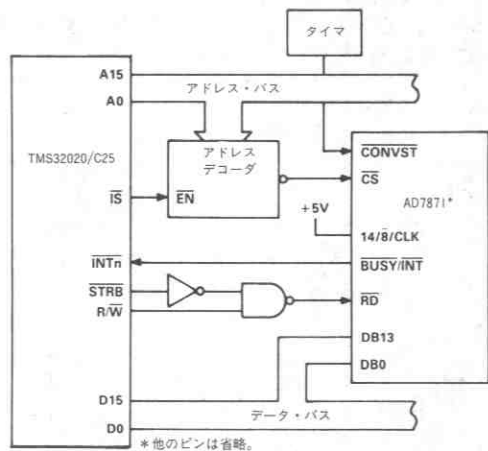 タイマ
A15
アドレス・バス
A0
TMS32020/C25
アドレス
デコーダ
CONVST
CS
AD7871*
IS
EN
+5V
14/8/CLK
INTn
BUSY/INT
STRB
R/W
RD
DB13
DB0
D15
データ・バス
D0
*他のピンは省略。